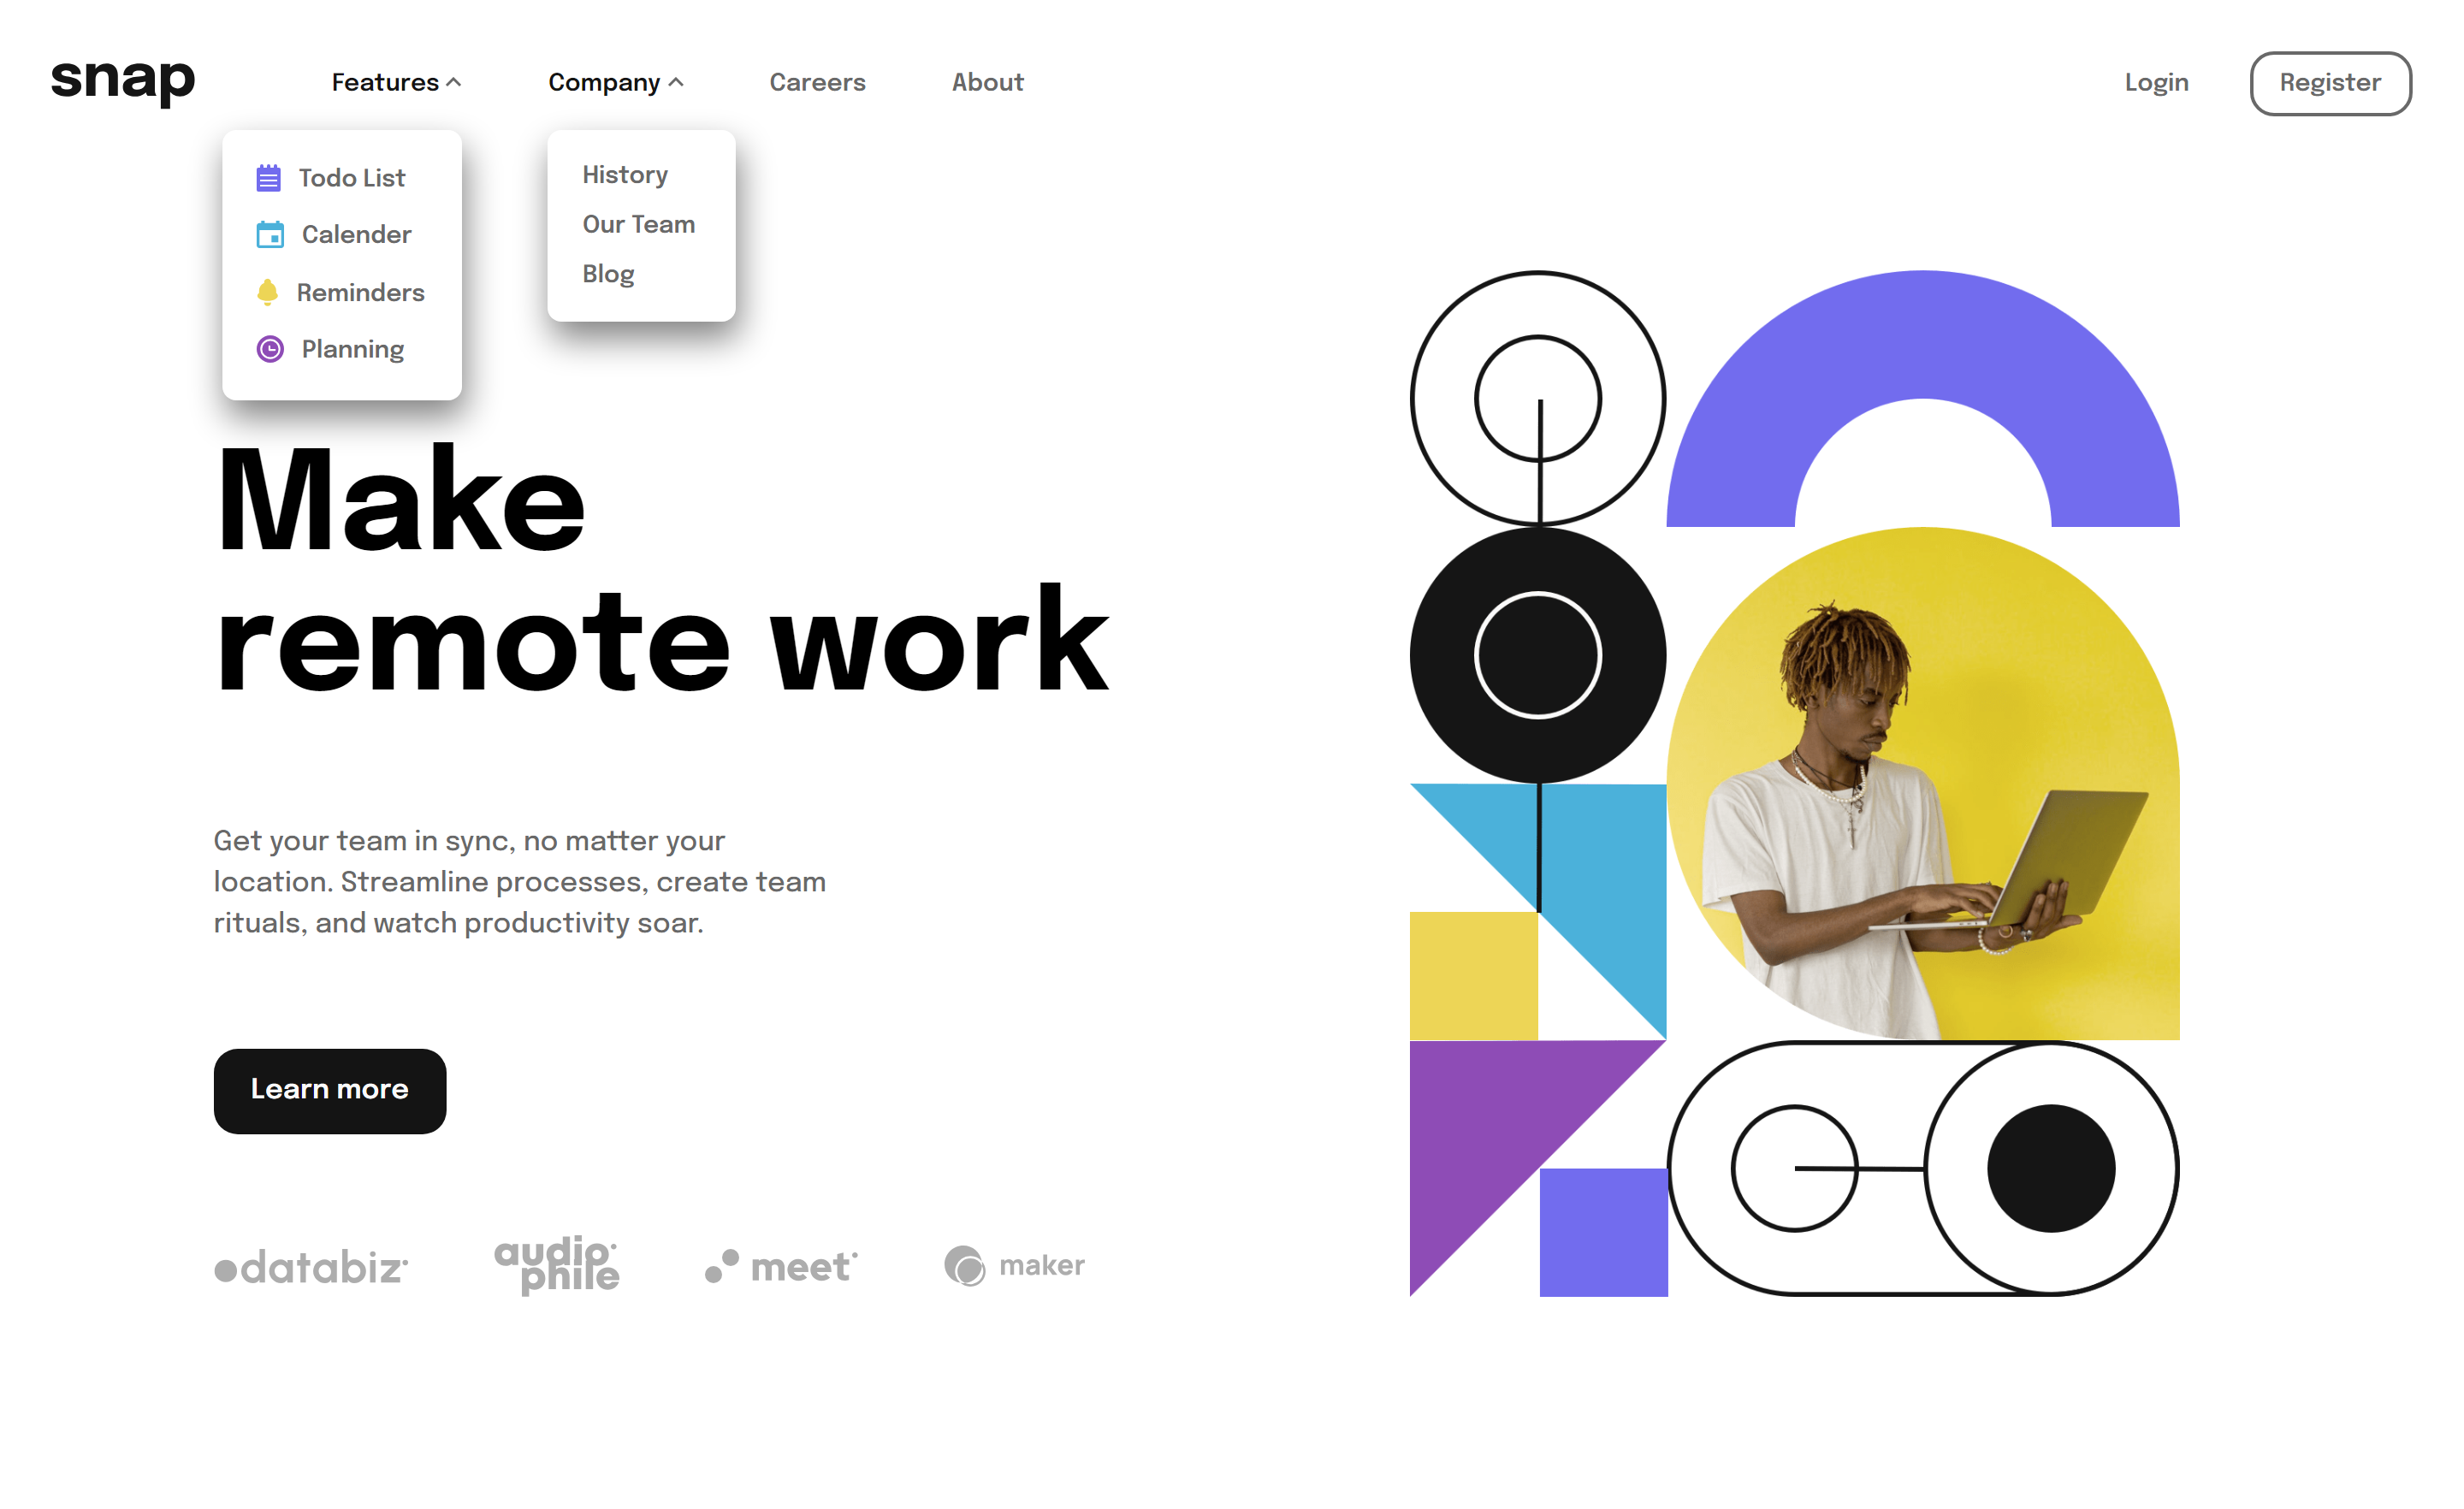 snap
Features
Company
Careers
About
Login
Register
Todo List
Calender
Reminders
Planning
History
Our Team
Blog
Make
remote work
Get your team in sync, no matter your
location. Streamline processes, create team
rituals, and watch productivity soar.
Learn more
databiz
audio
phile
meet
maker